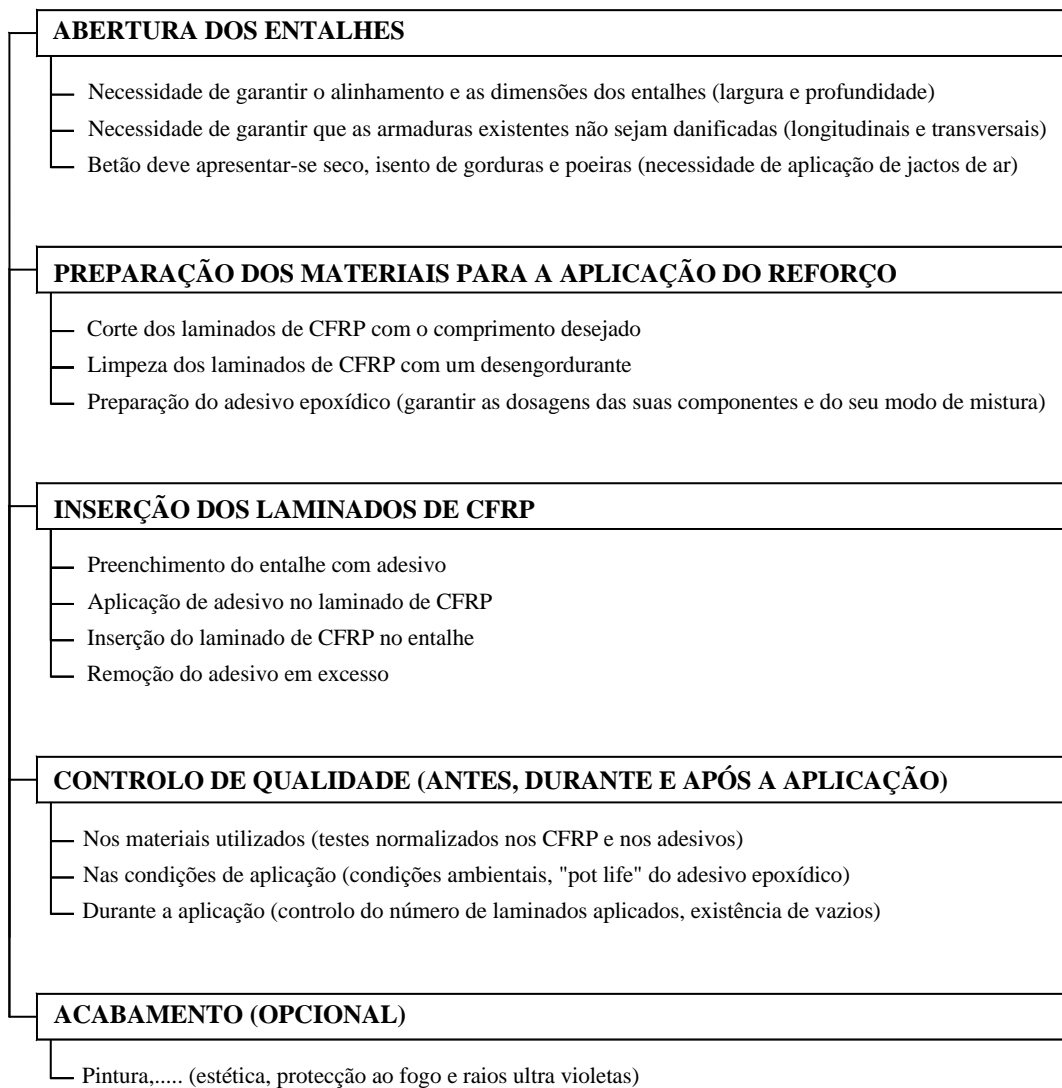 ABERTURA DOS ENTALHES
Necessidade de garantir o alinhamento e as dimensões dos entalhes (largura e profundidade)
Necessidade de garantir que as armaduras existentes não sejam danificadas (longitudinais e transversais)
Betão deve apresentar-se seco, isento de gorduras e poeiras (necessidade de aplicação de jactos de ar)
PREPARAÇÃO DOS MATERIAIS PARA A APLICAÇÃO DO REFORÇO
Corte dos laminados de CFRP com o comprimento desejado
Limpeza dos laminados de CFRP com um desengordurante
Preparação do adesivo epoxídico (garantir as dosagens das suas componentes e do seu modo de mistura)
INSERÇÃO DOS LAMINADOS DE CFRP
Preenchimento do entalhe com adesivo
Aplicação de adesivo no laminado de CFRP
Inserção do laminado de CFRP no entalhe
Remoção do adesivo em excesso
CONTROLO DE QUALIDADE (ANTES, DURANTE E APÓS A APLICAÇÃO)
Nos materiais utilizados (testes normalizados nos CFRP e nos adesivos)
Nas condições de aplicação (condições ambientais, "pot life" do adesivo epoxídico)
Durante a aplicação (controlo do número de laminados aplicados, existência de vazios)
ACABAMENTO (OPCIONAL)
Pintura,..... (estética, protecção ao fogo e raios ultra violetas)